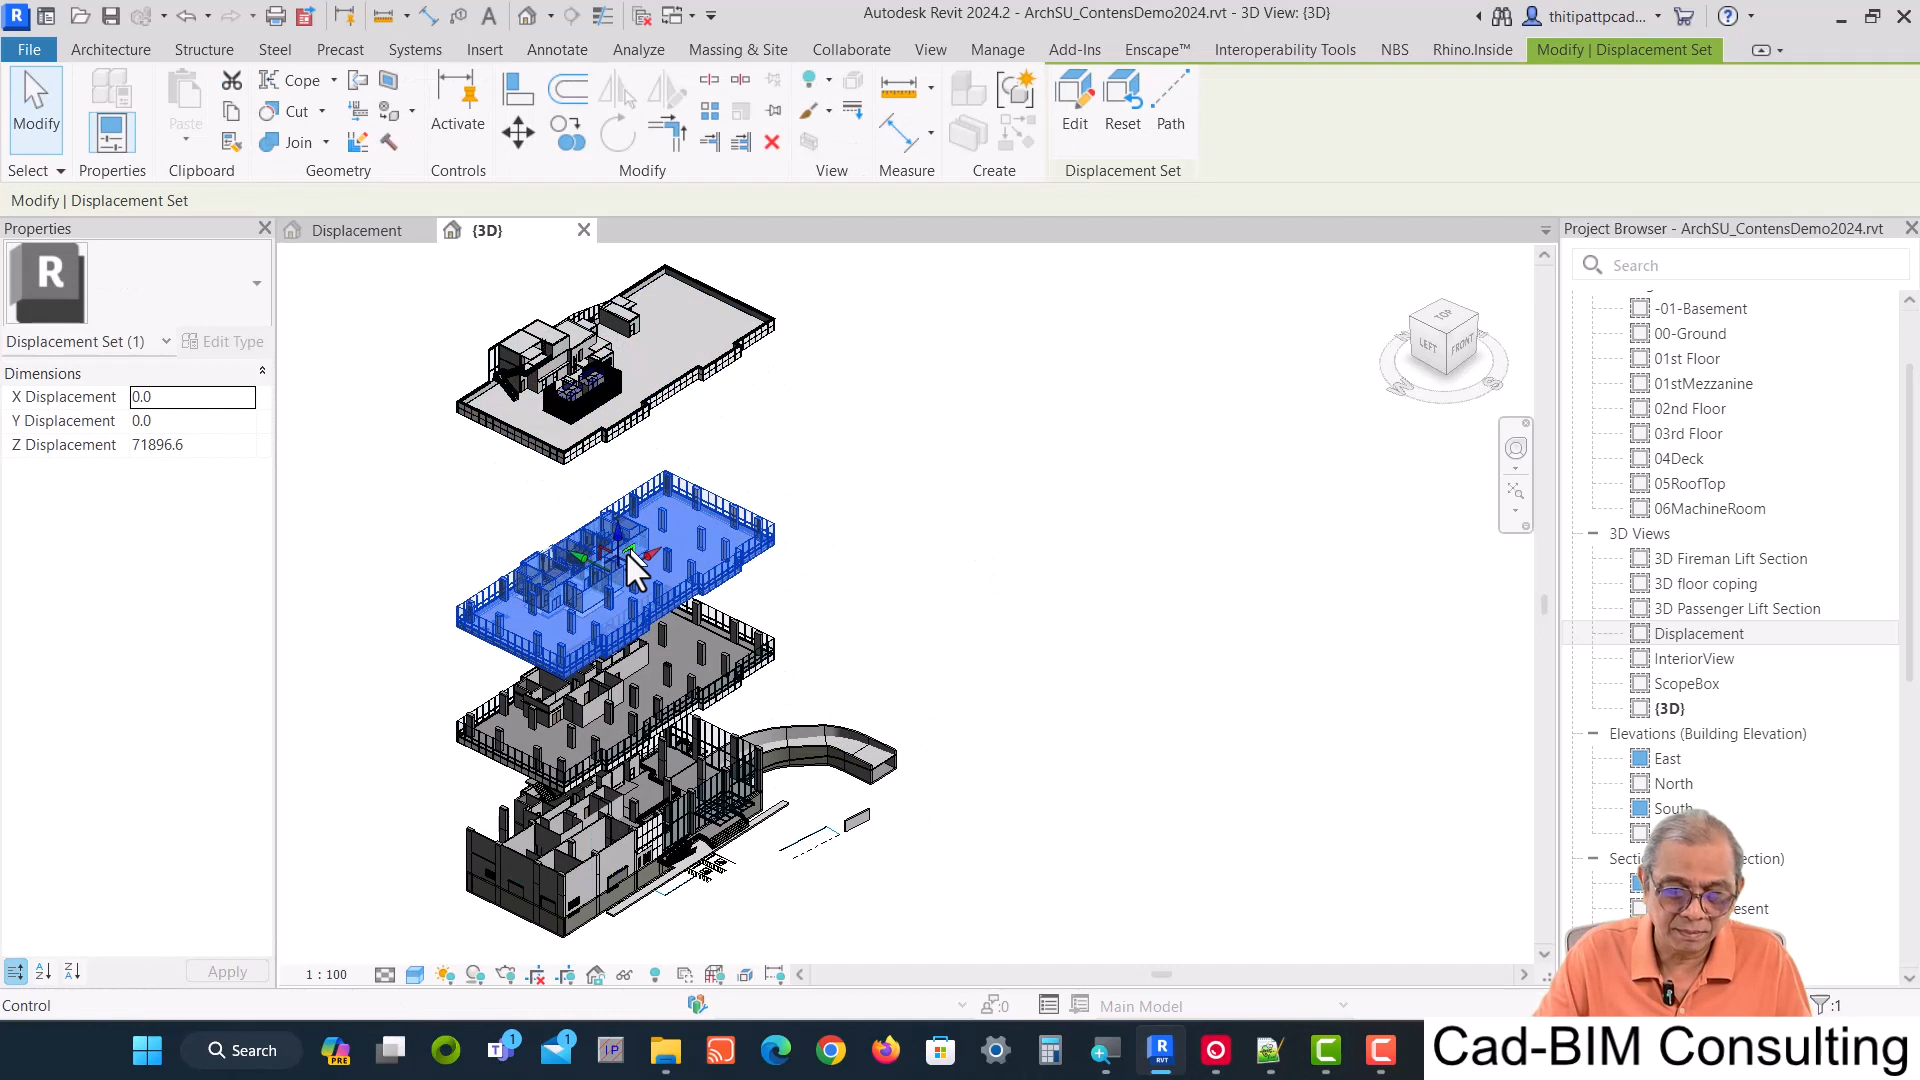 Autodesk Revit 2024.2 - ArchSU_ContensDemo2024.rvt - 3D View: {3D}
thitipattpcad...
File
Architecture
Structure
Steel
Precast
Systems
Insert
Annotate
Analyze
Massing & Site
Collaborate
View
Manage
Add-Ins
Enscape™
Interoperability Tools
NBS
Rhino.Inside
Modify | Displacement Set
Modify
Paste
Cope
Cut
Join
Activate
Edit
Reset
Path
Select
Properties
Clipboard
Geometry
Controls
Modify
View
Measure
Create
Displacement Set
Modify | Displacement Set
Properties
Displacement
{3D}
Project Browser - ArchSU_ContensDemo2024.rvt
R
Search
Displacement Set (1)
Edit Type
Dimensions
X Displacement 0.0
Y Displacement 0.0
Z Displacement 71896.6
TOP
LEFT
FRONT
-01-Basement
00-Ground
01st Floor
01stMezzanine
02nd Floor
03rd Floor
04Deck
05RoofTop
06MachineRoom
3D Views
3D Fireman Lift Section
3D floor coping
3D Passenger Lift Section
Displacement
InteriorView
ScopeBox
{3D}
Elevations (Building Elevation)
East
North
South
Apply
1 : 100
Control
:0
Main Model
:1
Search
Cad-BIM Consulting